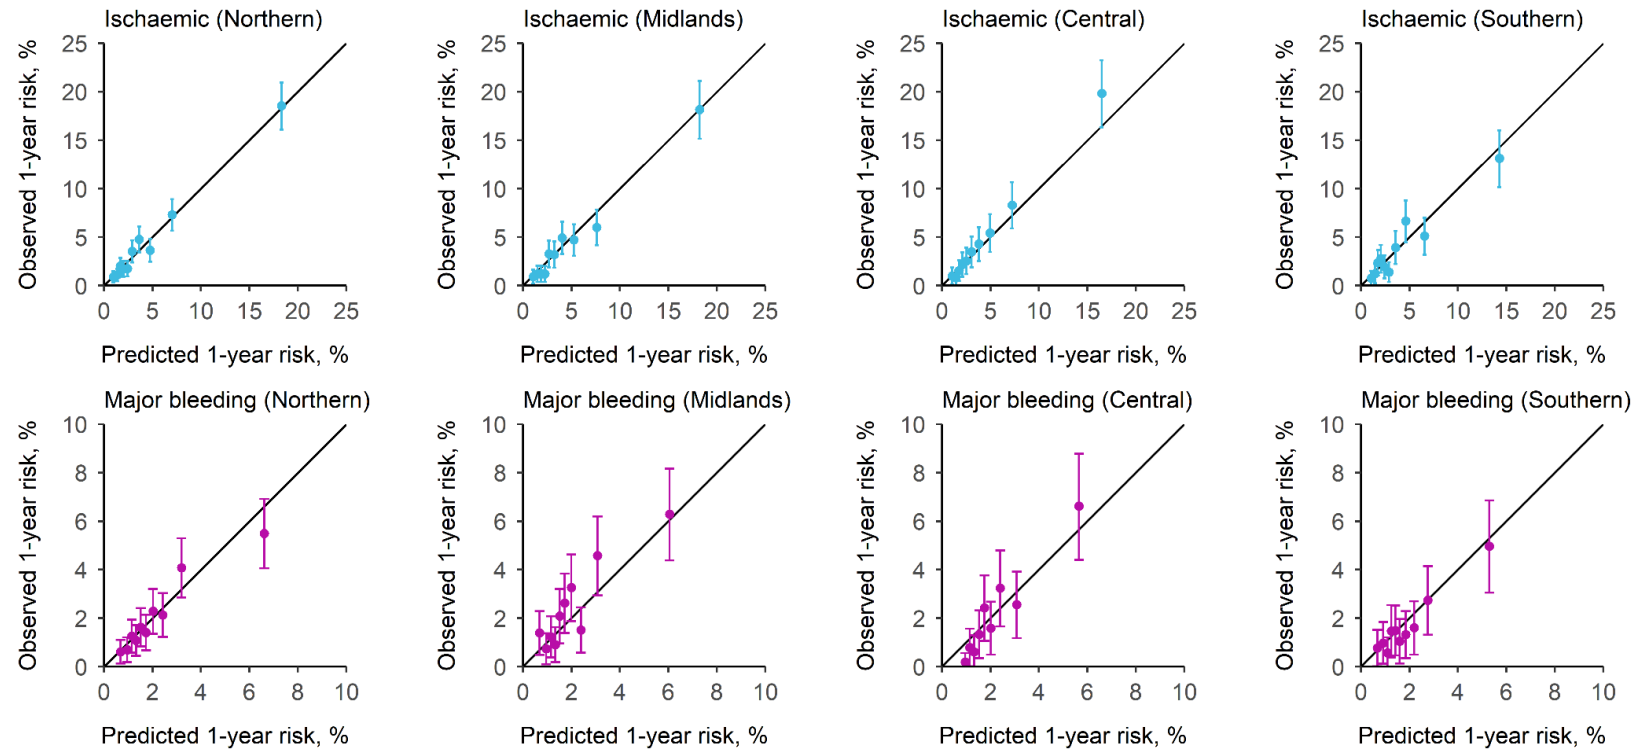 Ischaemic (Northern)
Observed 1-year risk, %
25
20
15
10
5
0
0 5 10 15 20 25
Predicted 1-year risk, %
Ischaemic (Midlands)
Observed 1-year risk, %
25
20
15
10
5
0
0 5 10 15 20 25
Predicted 1-year risk, %
Ischaemic (Central)
Observed 1-year risk, %
25
20
15
10
5
0
0 5 10 15 20 25
Predicted 1-year risk, %
Ischaemic (Southern)
Observed 1-year risk, %
25
20
15
10
5
0
0 5 10 15 20 25
Predicted 1-year risk, %
Major bleeding (Northern)
Observed 1-year risk, %
10
8
6
4
2
0
0 2 4 6 8 10
Predicted 1-year risk, %
Major bleeding (Midlands)
Observed 1-year risk, %
10
8
6
4
2
0
0 2 4 6 8 10
Predicted 1-year risk, %
Major bleeding (Central)
Observed 1-year risk, %
10
8
6
4
2
0
0 2 4 6 8 10
Predicted 1-year risk, %
Major bleeding (Southern)
Observed 1-year risk, %
10
8
6
4
2
0
0 2 4 6 8 10
Predicted 1-year risk, %